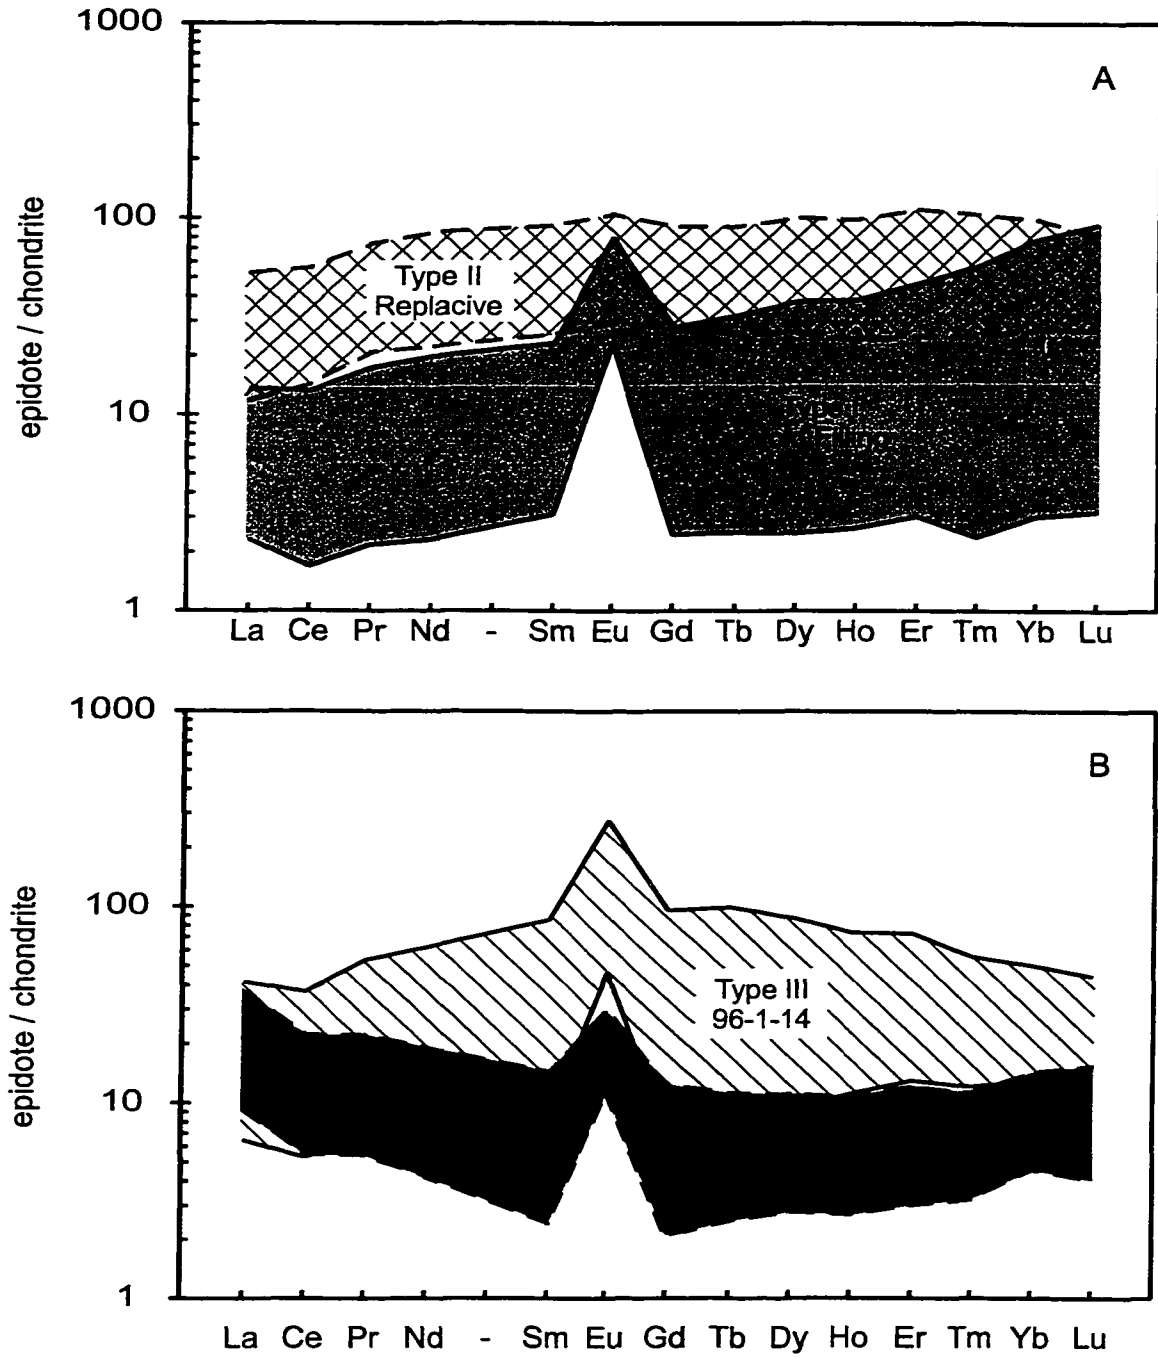 1000
A
100
Type II
Replacive
10
1
epidote / chondrite
La Ce Pr Nd - Sm Eu Gd Tb Dy Ho Er Tm Yb Lu
1000
B
100
Type III
96-1-14
10
1
epidote / chondrite
La Ce Pr Nd - Sm Eu Gd Tb Dy Ho Er Tm Yb Lu